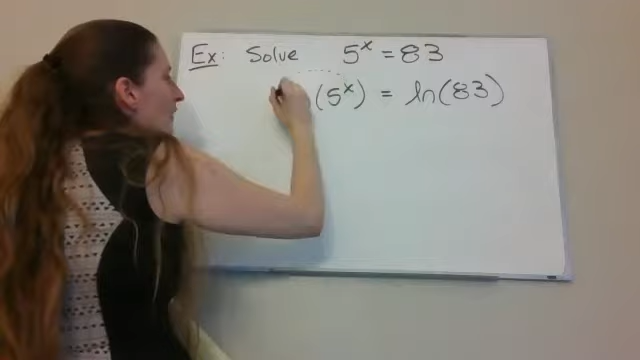 Ex: Solve 5^x = 83
(5^x) = ln(83)